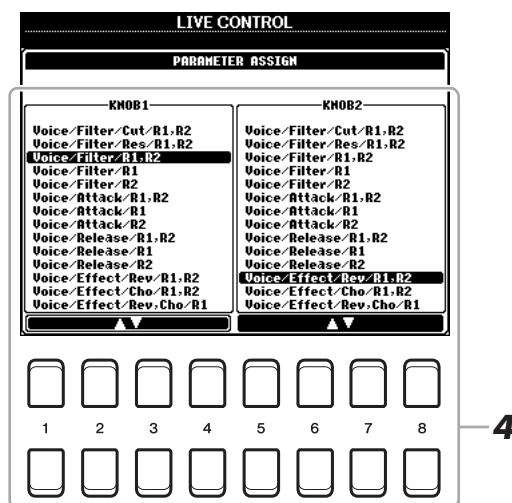 LIVE CONTROL
PARAMETER ASSIGN
KNOB1
Voice/Filter/Cut/R1,R2
Voice/Filter/Res/R1,R2
Voice/Filter/R1,R2
Voice/Filter/R1
Voice/Filter/R2
Voice/Attack/R1,R2
Voice/Attack/R1
Voice/Attack/R2
Voice/Release/R1,R2
Voice/Release/R1
Voice/Release/R2
Voice/Effect/Rev/R1,R2
Voice/Effect/Cho/R1,R2
Voice/Effect/Rev,Cho/R1
KNOB2
Voice/Filter/Cut/R1,R2
Voice/Filter/Res/R1,R2
Voice/Filter/R1,R2
Voice/Filter/R1
Voice/Filter/R2
Voice/Attack/R1,R2
Voice/Attack/R1
Voice/Attack/R2
Voice/Release/R1,R2
Voice/Release/R1
Voice/Release/R2
Voice/Effect/Rev/R1,R2
Voice/Effect/Cho/R1,R2
Voice/Effect/Rev,Cho/R1
1 2 3 4 5 6 7 8
4